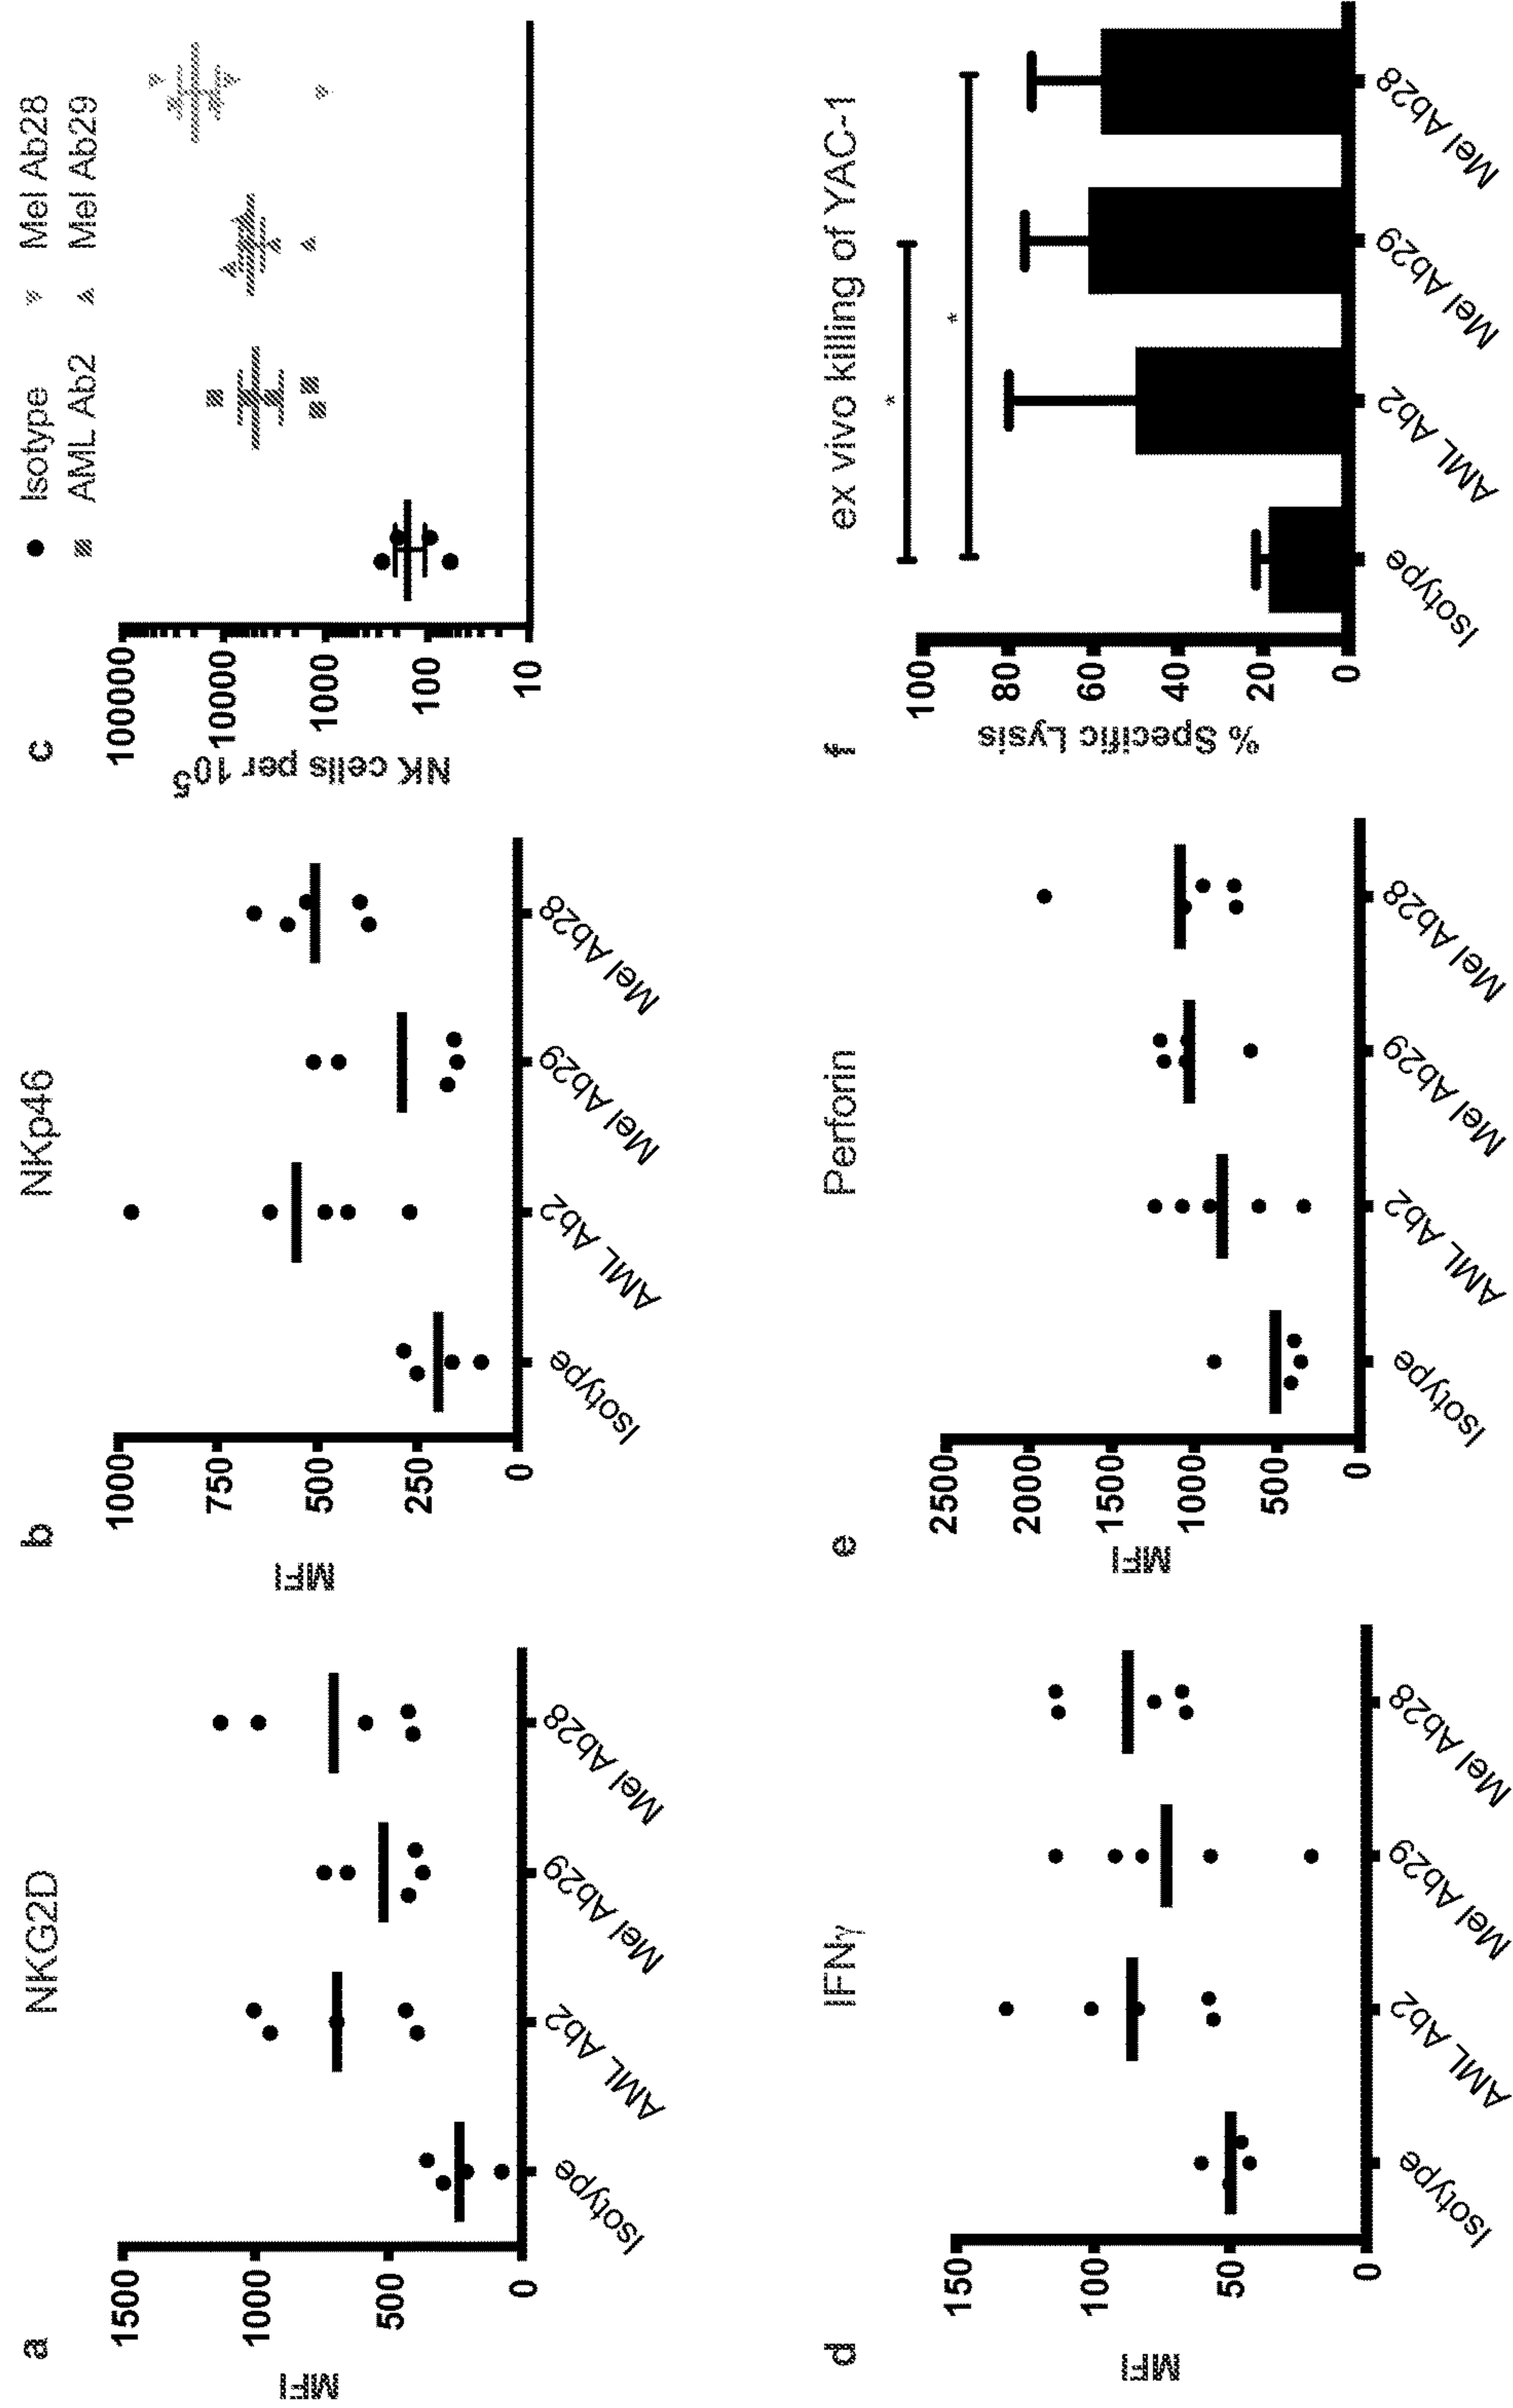 a
NKG2D
MFI
1500
1000
500
0
Isotype
AML Ab2
Mel Ab29
Mel Ab28
b
NKp46
MFI
1000
750
500
250
0
Isotype
AML Ab2
Mel Ab29
Mel Ab28
c
Isotype
Mel Ab28
AML Ab2
Mel Ab29
NK cells per 10⁵
100000
10000
1000
100
10
d
IFNγ
MFI
150
100
50
0
Isotype
AML Ab2
Mel Ab29
Mel Ab28
e
Perforin
MFI
2500
2000
1500
1000
500
0
Isotype
AML Ab2
Mel Ab29
Mel Ab28
f
ex vivo killing of YAC-1
*
*
% Specific Lysis
100
80
60
40
20
0
Isotype
AML Ab2
Mel Ab29
Mel Ab28